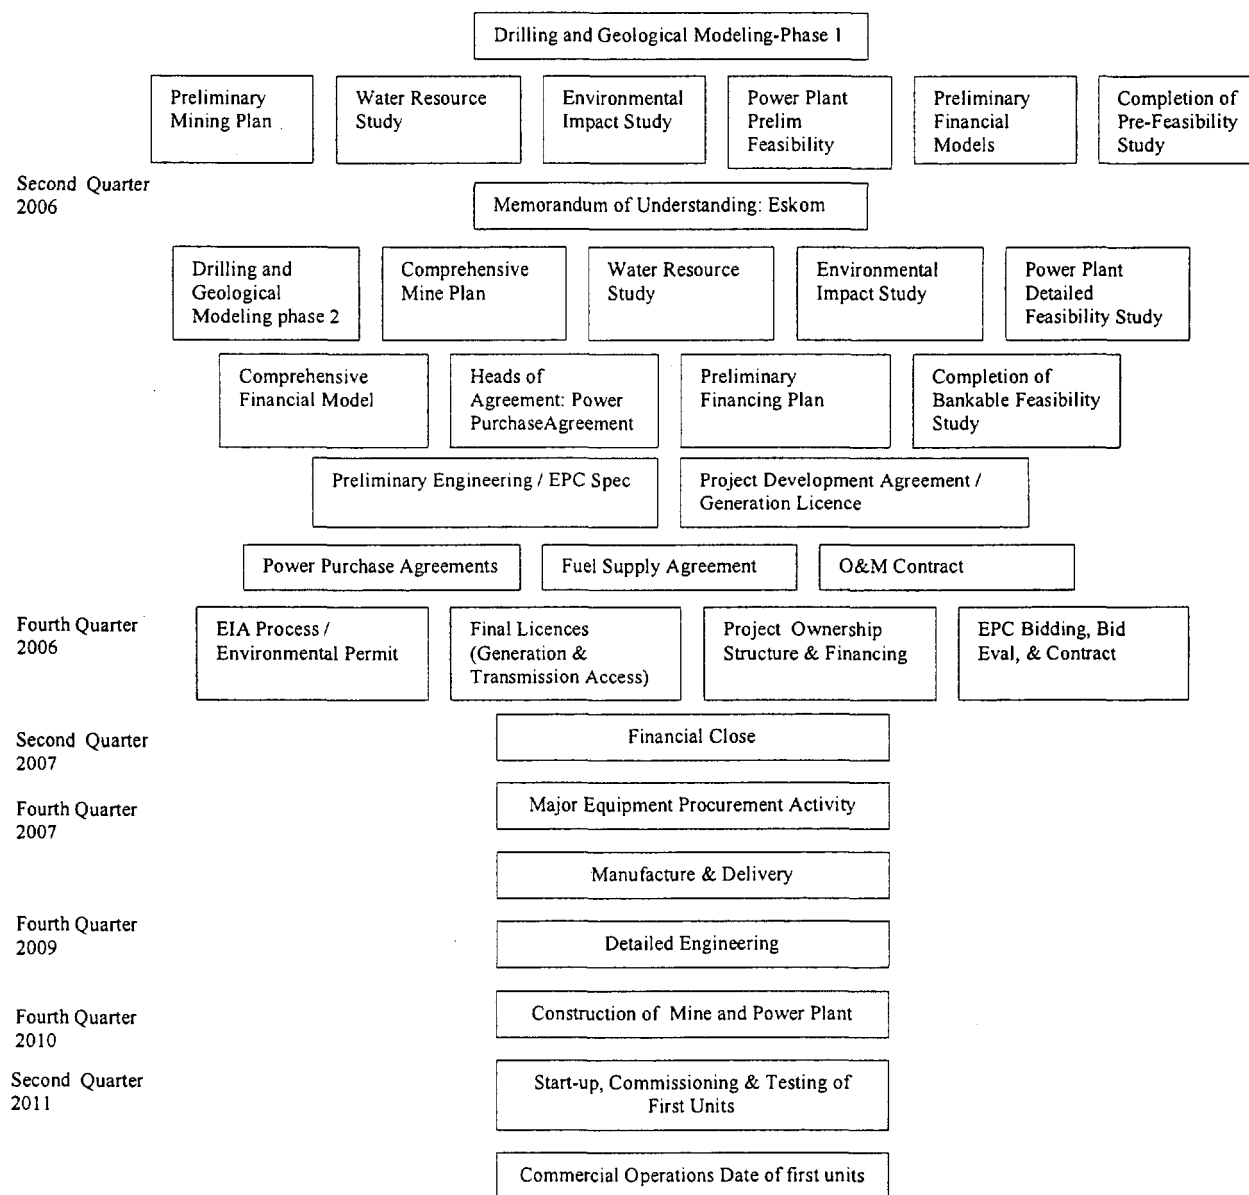 Drilling and Geological Modeling-Phase 1
Preliminary
Mining Plan
Water Resource
Study
Environmental
Impact Study
Power Plant
Prelim
Feasibility
Preliminary
Financial
Models
Completion of
Pre-Feasibility
Study
Second Quarter
2006
Memorandum of Understanding: Eskom
Drilling and
Geological
Modeling phase 2
Comprehensive
Mine Plan
Water Resource
Study
Environmental
Impact Study
Power Plant
Detailed
Feasibility Study
Comprehensive
Financial Model
Heads of
Agreement: Power
PurchaseAgreement
Preliminary
Financing Plan
Completion of
Bankable Feasibility
Study
Preliminary Engineering / EPC Spec
Project Development Agreement /
Generation Licence
Power Purchase Agreements
Fuel Supply Agreement
O&M Contract
Fourth Quarter
2006
EIA Process /
Environmental Permit
Final Licences
(Generation &
Transmission Access)
Project Ownership
Structure & Financing
EPC Bidding, Bid
Eval, & Contract
Second Quarter
2007
Financial Close
Fourth Quarter
2007
Major Equipment Procurement Activity
Manufacture & Delivery
Fourth Quarter
2009
Detailed Engineering
Fourth Quarter
2010
Construction of Mine and Power Plant
Second Quarter
2011
Start-up, Commissioning & Testing of
First Units
Commercial Operations Date of first units